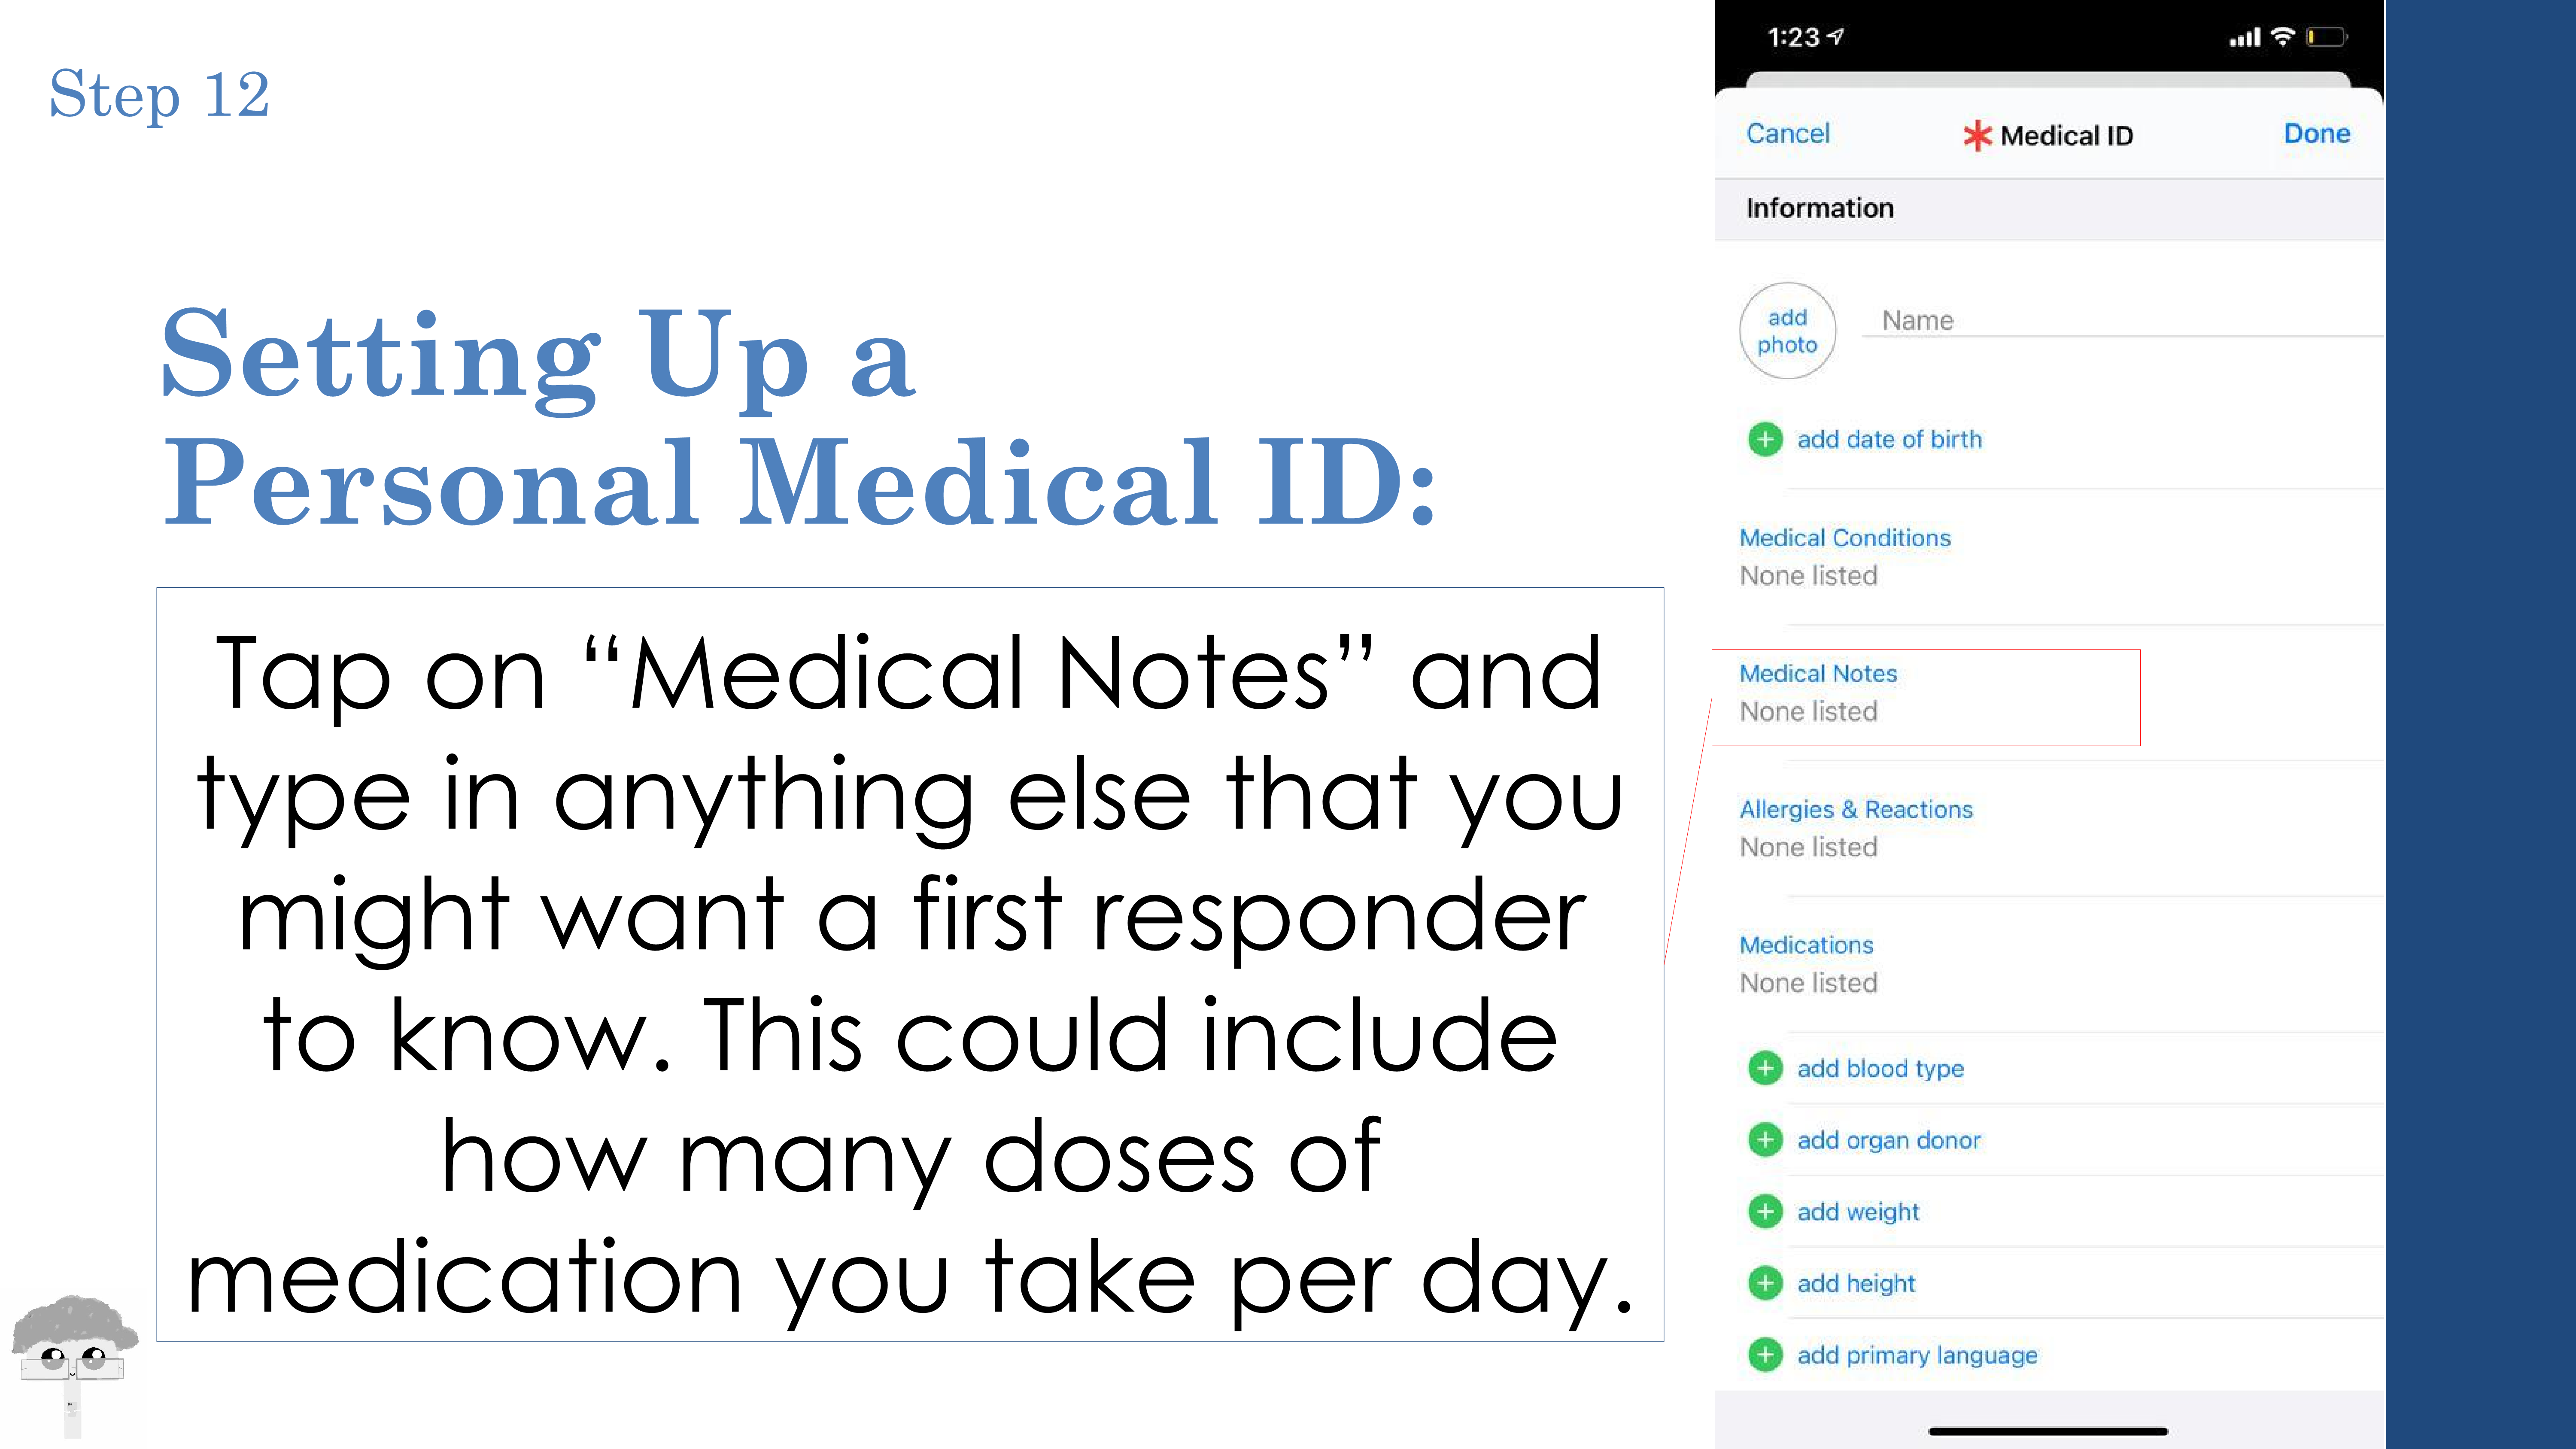 Step 12
Setting Up a
Personal Medical ID:
Tap on “Medical Notes” and
type in anything else that you
might want a first responder
to know. This could include
how many doses of
medication you take per day.
1:23
Cancel
Medical ID
Done
Information
add
photo
Name
add date of birth
Medical Conditions
None listed
Medical Notes
None listed
Allergies & Reactions
None listed
Medications
None listed
add blood type
add organ donor
add weight
add height
add primary language